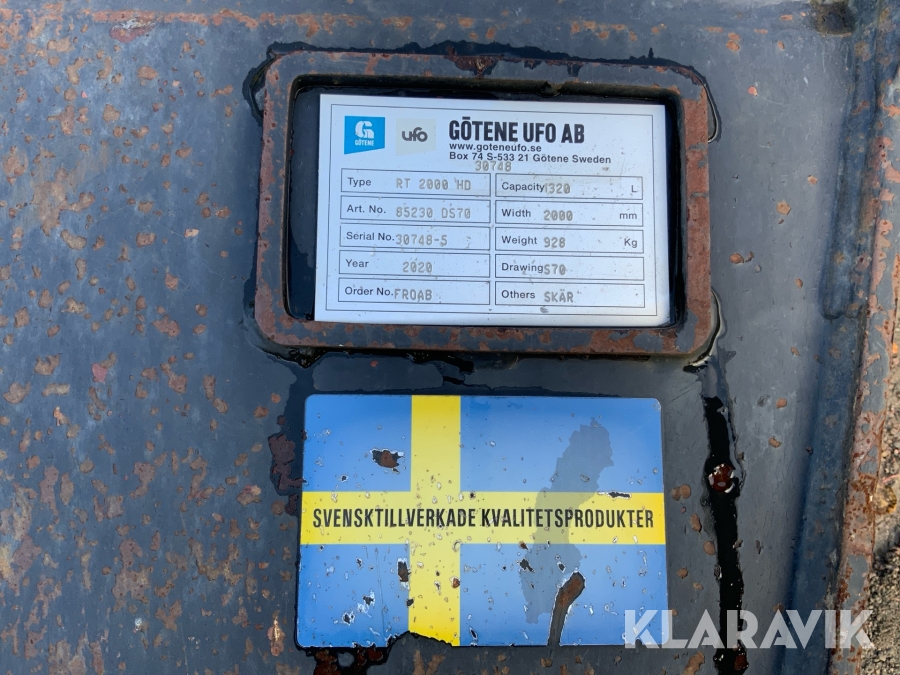 G
GÖTENE
ufo
GÖTENE UFO AB
www.goteneufo.se
Box 74 S-533 21 Götene Sweden
30748
Type RT 2000 HD
Capacity 1320 L
Art. No. 85230 DS70
Width 2000 mm
Serial No. 30748-5
Weight 928 Kg
Year 2020
Drawing S70
Order No. FROAB
Others SKÄR
SVENSKTILLVERKADE KVALITETSPRODUKTER
KLARAVIK